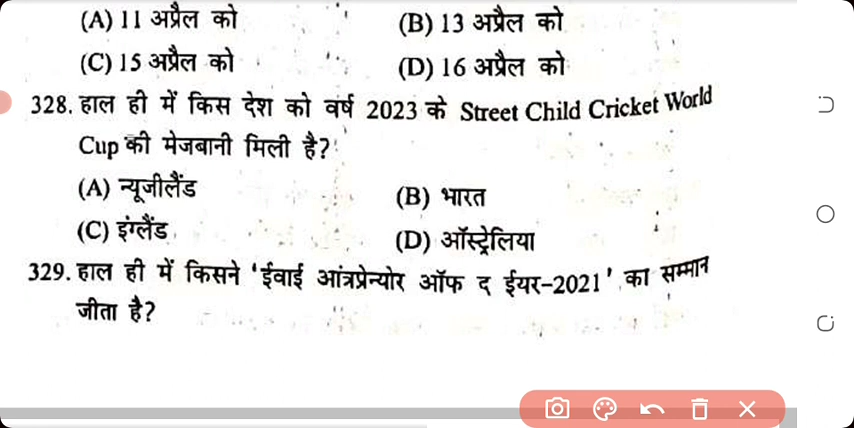 (A) 11 अप्रैल को (B) 13 अप्रैल को
(C) 15 अप्रैल को (D) 16 अप्रैल को
328. हाल ही में किस देश को वर्ष 2023 के Street Child Cricket World
Cup की मेजबानी मिली है?
(A) न्यूजीलैंड (B) भारत
(C) इंग्लैंड (D) ऑस्ट्रेलिया
329. हाल ही में किसने 'ईवाई आंत्रप्रेन्योर ऑफ द ईयर-2021' का सम्मान
जीता है?